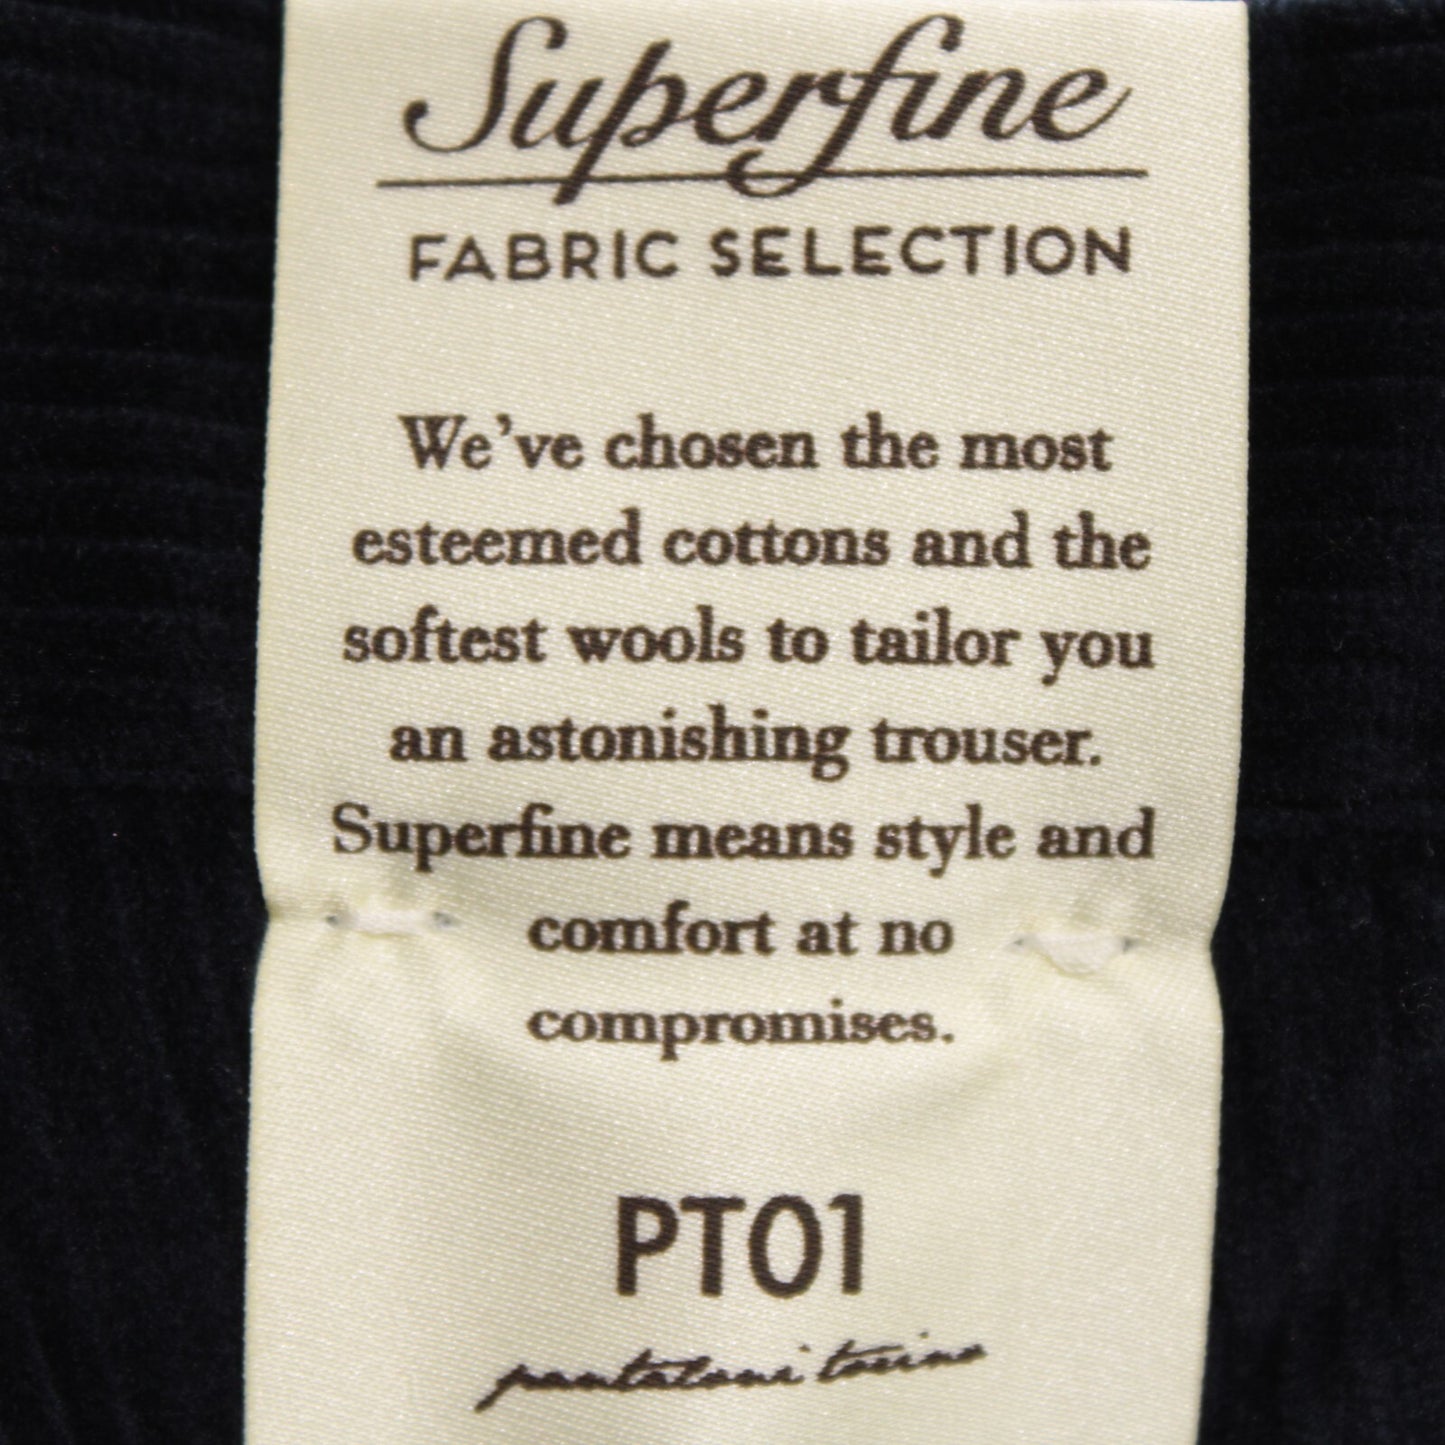 Superfine
FABRIC SELECTION
We've chosen the most
esteemed cottons and the
softest wools to tailor you
an astonishing trouser.
Superfine means style and
comfort at no
compromises.
PT01
pantaloni torino